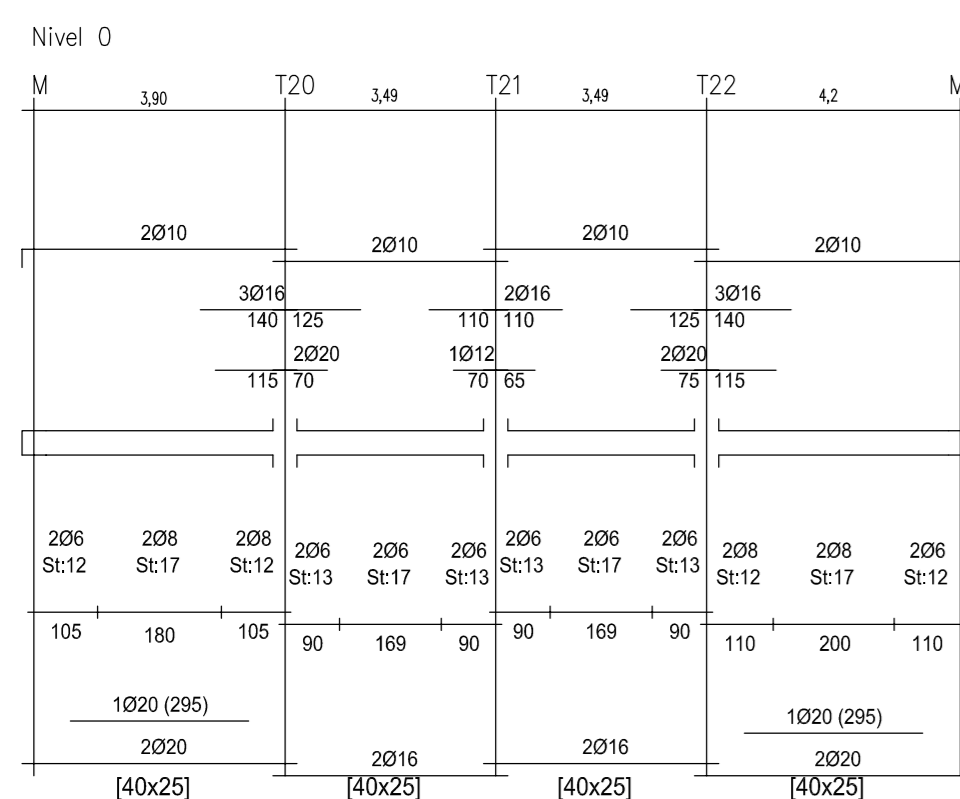 Nivel 0
M T20 T21 T22 M
3,90 3,49 3,49 4,2
2Ø10 2Ø10 2Ø10 2Ø10
3Ø16 2Ø16 3Ø16
140 125 110 110 125 140
2Ø20 1Ø12 2Ø20
115 70 70 65 75 115
2Ø6 2Ø8 2Ø8 2Ø6 2Ø6 2Ø6 2Ø6 2Ø6 2Ø6 2Ø8 2Ø8 2Ø6
St:12 St:17 St:12 St:13 St:17 St:13 St:13 St:17 St:13 St:12 St:17 St:12
105 180 105 90 169 90 90 169 90 110 200 110
1Ø20 (295) 1Ø20 (295)
2Ø20 2Ø16 2Ø16 2Ø20
[40x25] [40x25] [40x25] [40x25]